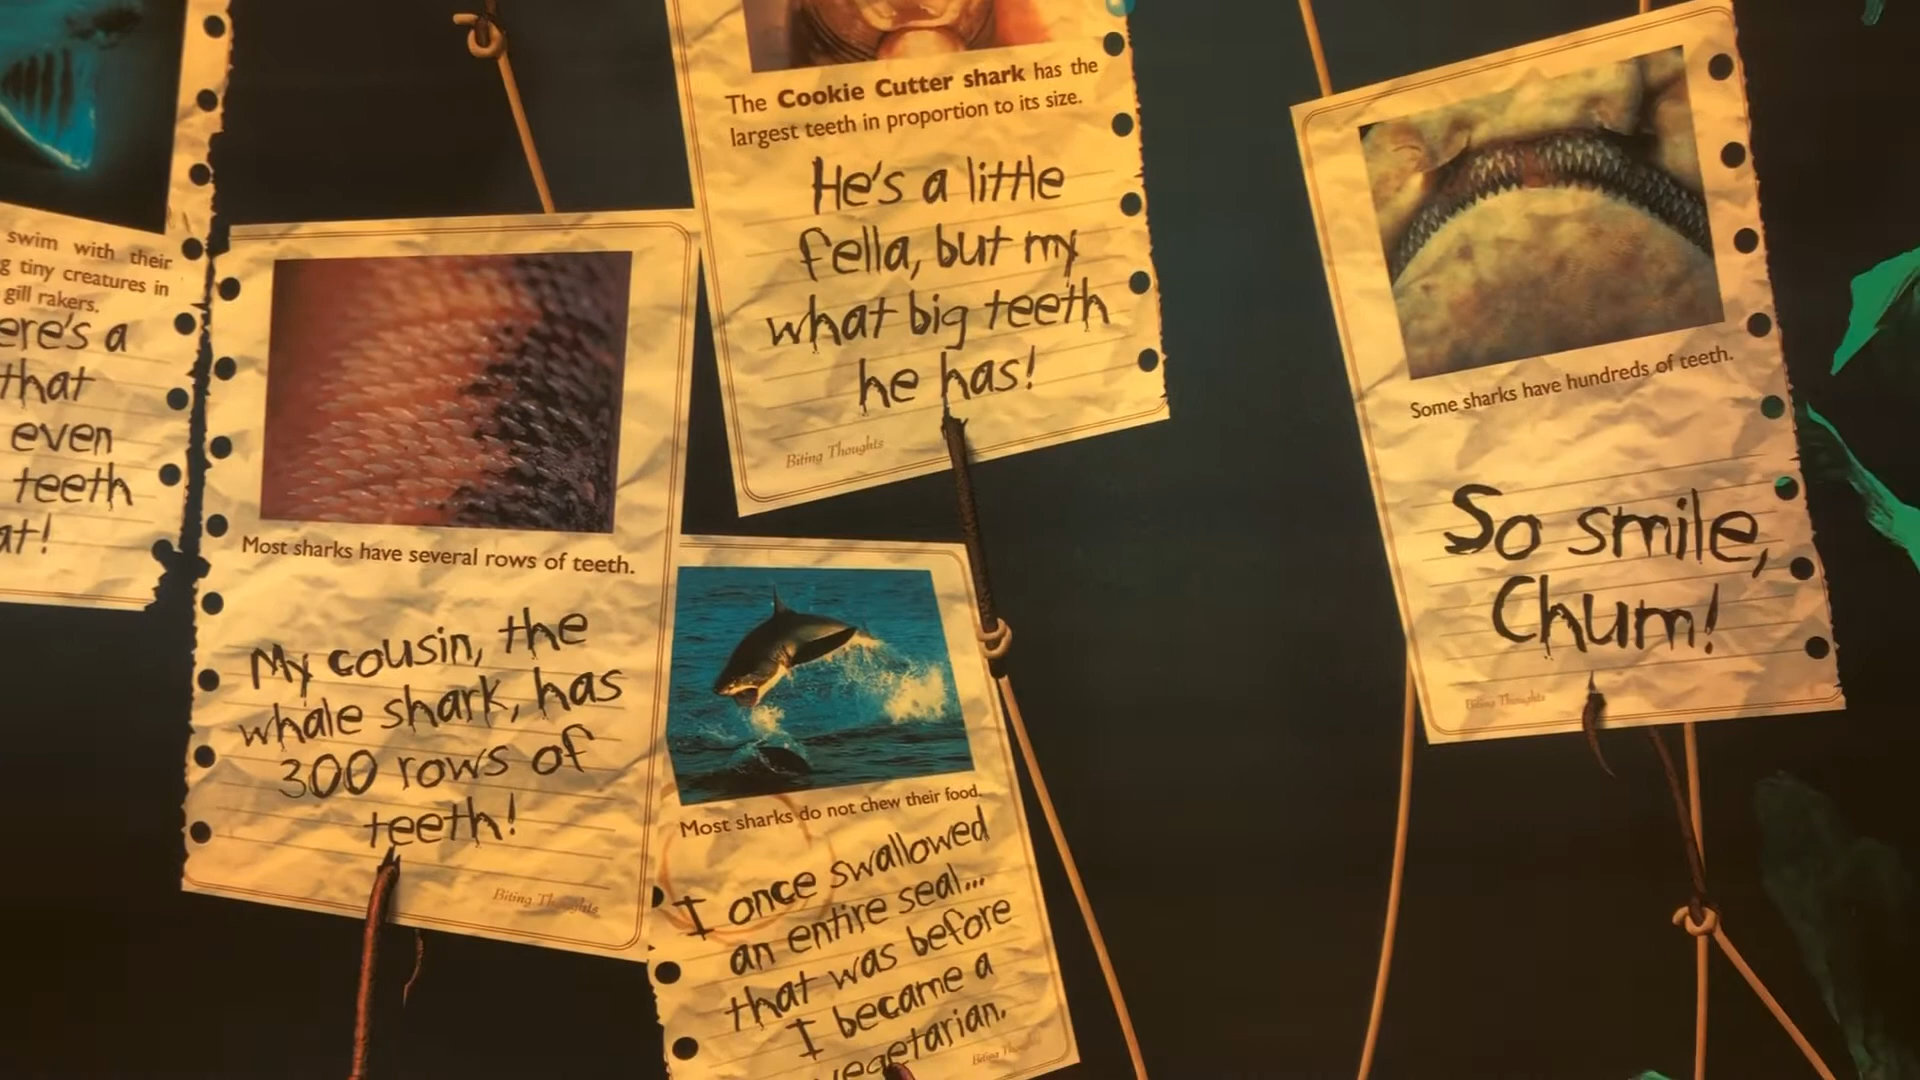 swim with their
tiny creatures in
gill rakers.
that
even
teeth
Most sharks have several rows of teeth.
My cousin, the
whale shark, has
300 rows of
teeth!
Biting Thoughts
The Cookie Cutter shark has the
largest teeth in proportion to its size.
He's a little
fella, but my
what big teeth
he has!
Biting Thoughts
Most sharks do not chew their food.
I once swallowed
an entire seal...
that was before
I became a
vegetarian.
Biting
Some sharks have hundreds of teeth.
So smile,
Chum!
Biting Thoughts